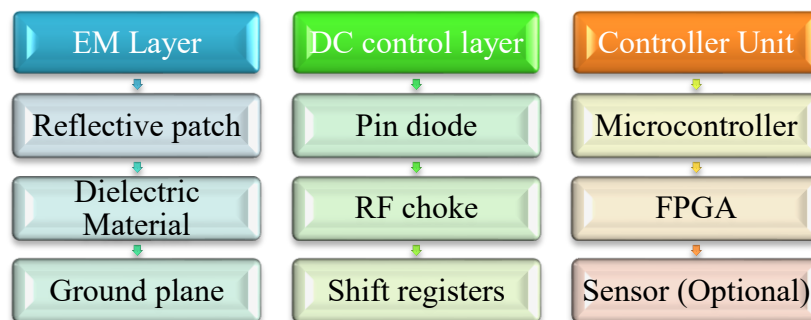 EM Layer
DC control layer
Controller Unit
Reflective patch
Pin diode
Microcontroller
Dielectric
Material
RF choke
FPGA
Ground plane
Shift registers
Sensor (Optional)